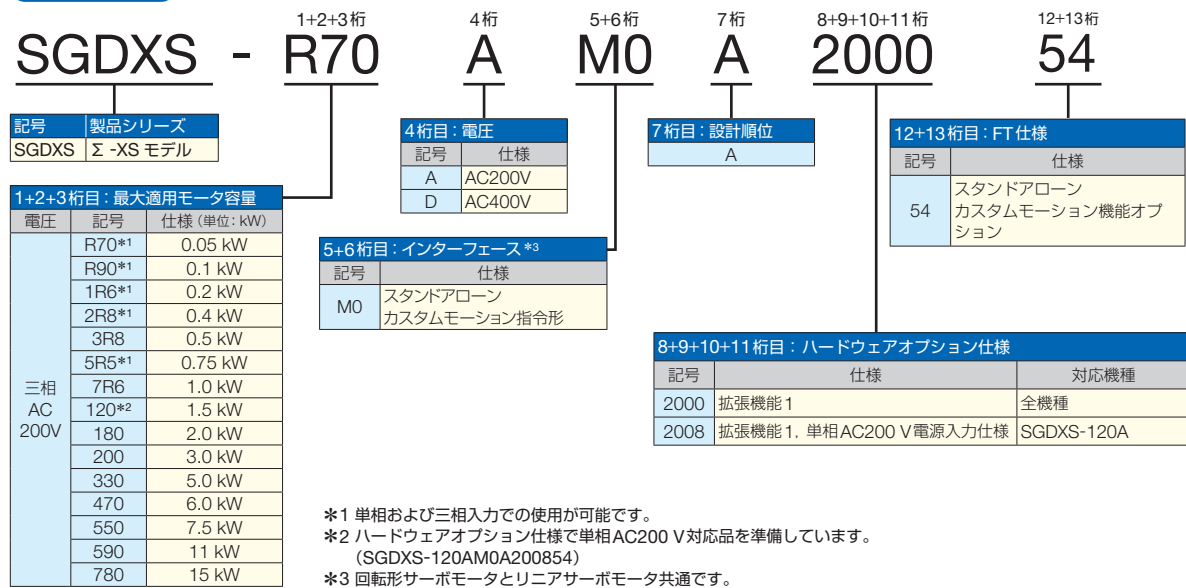 1+2+3桁 4桁 5+6桁 7桁 8+9+10+11桁 12+13桁
SGDXS - R70 A M0 A 2000 54
記号 製品シリーズ
SGDXS Σ -XS モデル
4桁目：電圧
記号 仕様
A AC200V
D AC400V
7桁目：設計順位
A
12+13桁目：FT仕様
記号 仕様
54 スタンドアローン
カスタムモーション機能オプ
ション
1+2+3桁目：最大適用モータ容量
電圧 記号 仕様（単位：kW）
三相
AC
200V
R70*1 0.05 kW
R90*1 0.1 kW
1R6*1 0.2 kW
2R8*1 0.4 kW
3R8 0.5 kW
5R5*1 0.75 kW
7R6 1.0 kW
120*2 1.5 kW
180 2.0 kW
200 3.0 kW
330 5.0 kW
470 6.0 kW
550 7.5 kW
590 11 kW
780 15 kW
5+6桁目：インターフェース*3
記号 仕様
M0 スタンドアローン
カスタムモーション指令形
8+9+10+11桁目：ハードウェアオプション仕様
記号 仕様 対応機種
2000 拡張機能1 全機種
2008 拡張機能1，単相AC200 V電源入力仕様 SGDXS-120A
*1 単相および三相入力での使用が可能です。
*2 ハードウェアオプション仕様で単相AC200 V対応品を準備しています。
（SGDXS-120AM0A200854）
*3 回転形サーボモータとリニアサーボモータ共通です。